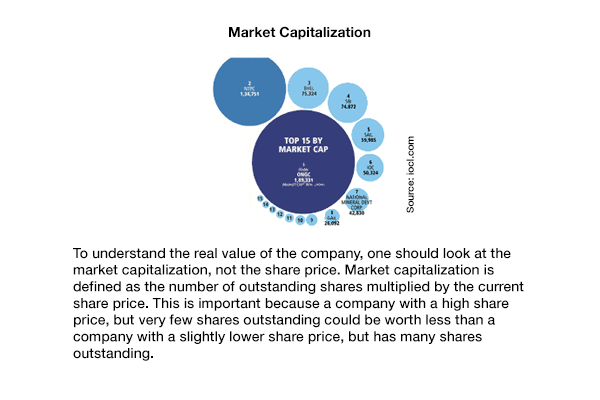 Market Capitalization
2
NTPC
1,34,751
3
BHEL
75,324
4
SBI
74,872
5
SAIL
59,985
6
IOC
50,324
7
NATIONAL
MINERAL DEVT
CORP
42,830
8
GAIL
28,092
9
10
11
12
13
14
15
TOP 15 BY
MARKET CAP
1
ONGC
1,89,331
Source: iocl.com
To understand the real value of the company, one should look at the
market capitalization, not the share price. Market capitalization is
defined as the number of outstanding shares multiplied by the current
share price. This is important because a company with a high share
price, but very few shares outstanding could be worth less than a
company with a slightly lower share price, but has many shares
outstanding.